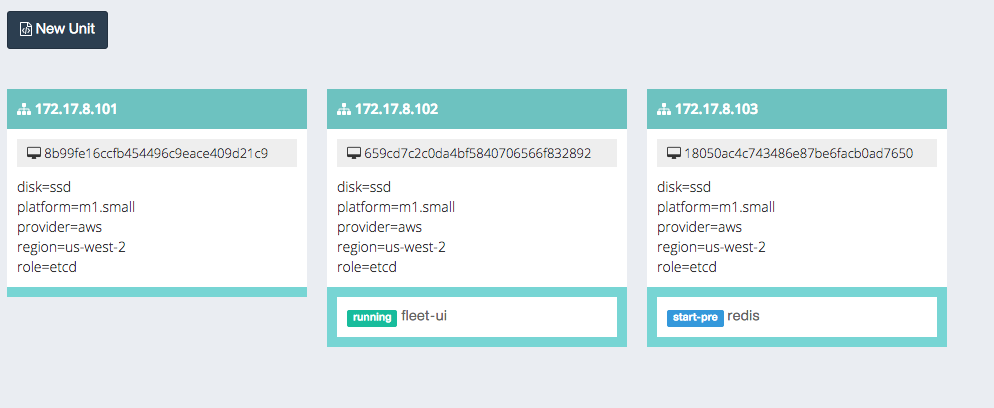 New Unit
172.17.8.101
8b99fe16ccfb454496c9eace409d21c9
disk=ssd
platform=m1.small
provider=aws
region=us-west-2
role=etcd
172.17.8.102
659cd7c2c0da4bf5840706566f832892
disk=ssd
platform=m1.small
provider=aws
region=us-west-2
role=etcd
running fleet-ui
172.17.8.103
18050ac4c743486e87be6facb0ad7650
disk=ssd
platform=m1.small
provider=aws
region=us-west-2
role=etcd
start-pre redis